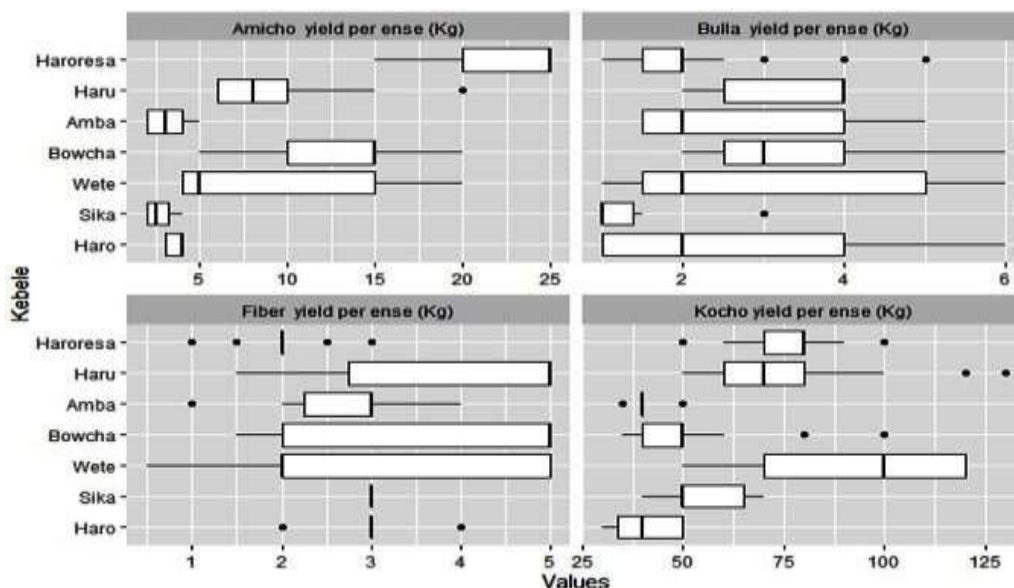 Amicho yield per ense (Kg)
Bulla yield per ense (Kg)
Haroresa
Haru
Amba
Bowcha
Wete
Sika
Haro
5 10 15 20 25
2 4 6
Kebele
Fiber yield per ense (Kg)
Kocho yield per ense (Kg)
Haroresa
Haru
Amba
Bowcha
Wete
Sika
Haro
1 2 3 4 5
25 50 75 100 125
Values